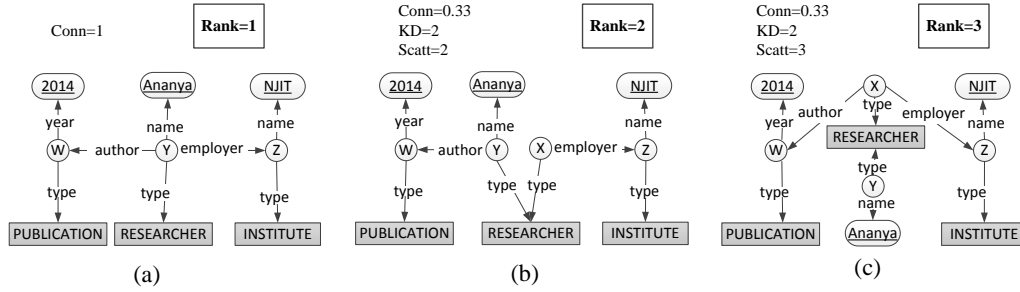 Conn=1
Rank=1
2014
Ananya
NJIT
year
name
name
W
author
Y
employer
Z
type
type
type
PUBLICATION
RESEARCHER
INSTITUTE
(a)
Conn=0.33
KD=2
Scatt=2
Rank=2
2014
Ananya
NJIT
year
name
name
W
author
Y
X
employer
Z
type
type
type
type
PUBLICATION
RESEARCHER
INSTITUTE
(b)
Conn=0.33
KD=2
Scatt=3
Rank=3
2014
X
NJIT
year
author
type
employer
name
RESEARCHER
W
Z
type
type
Y
type
name
PUBLICATION
Ananya
INSTITUTE
(c)